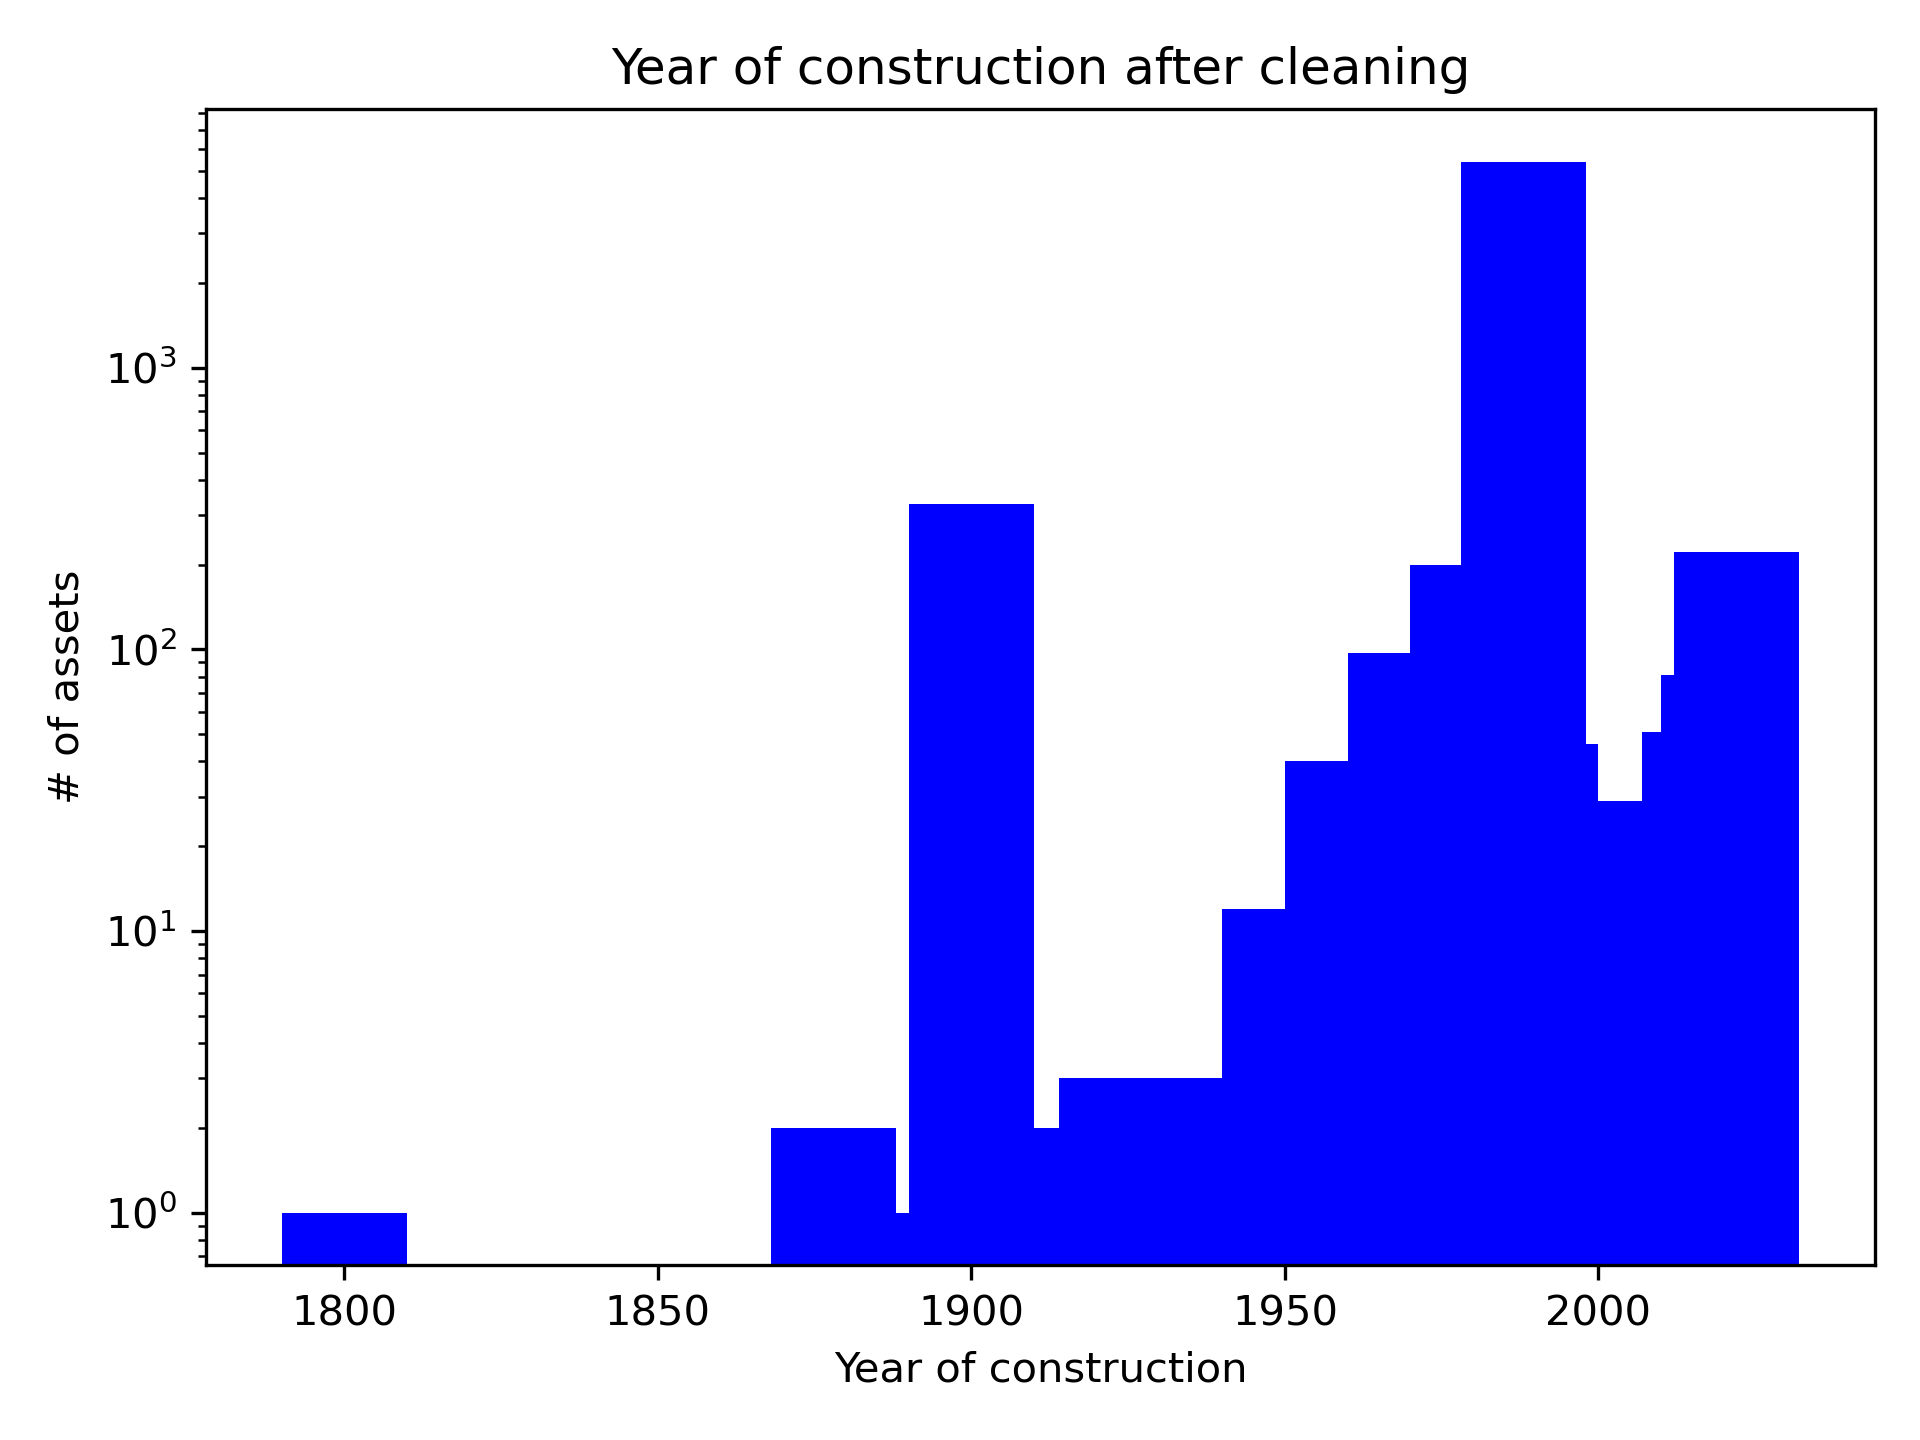 Year of construction after cleaning
# of assets
10³
10²
10¹
10⁰
1800 1850 1900 1950 2000
Year of construction